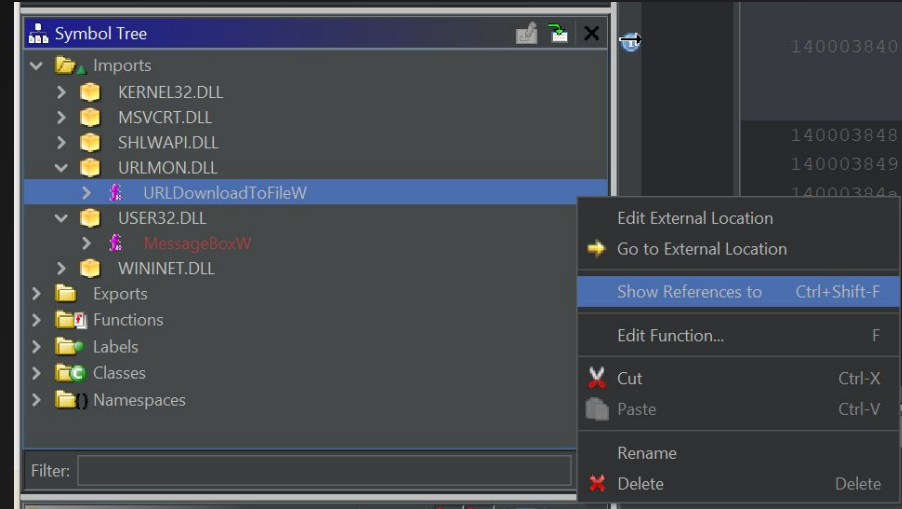 Symbol Tree
Imports
KERNEL32.DLL
MSVCRT.DLL
SHLWAPI.DLL
URLMON.DLL
URLDownloadToFileW
USER32.DLL
MessageBoxW
WININET.DLL
Exports
Functions
Labels
Classes
Namespaces
Filter:
140003840
140003848
140003849
14000384a
Edit External Location
Go to External Location
Show References to Ctrl+Shift-F
Edit Function... F
Cut Ctrl-X
Paste Ctrl-V
Rename
Delete Delete